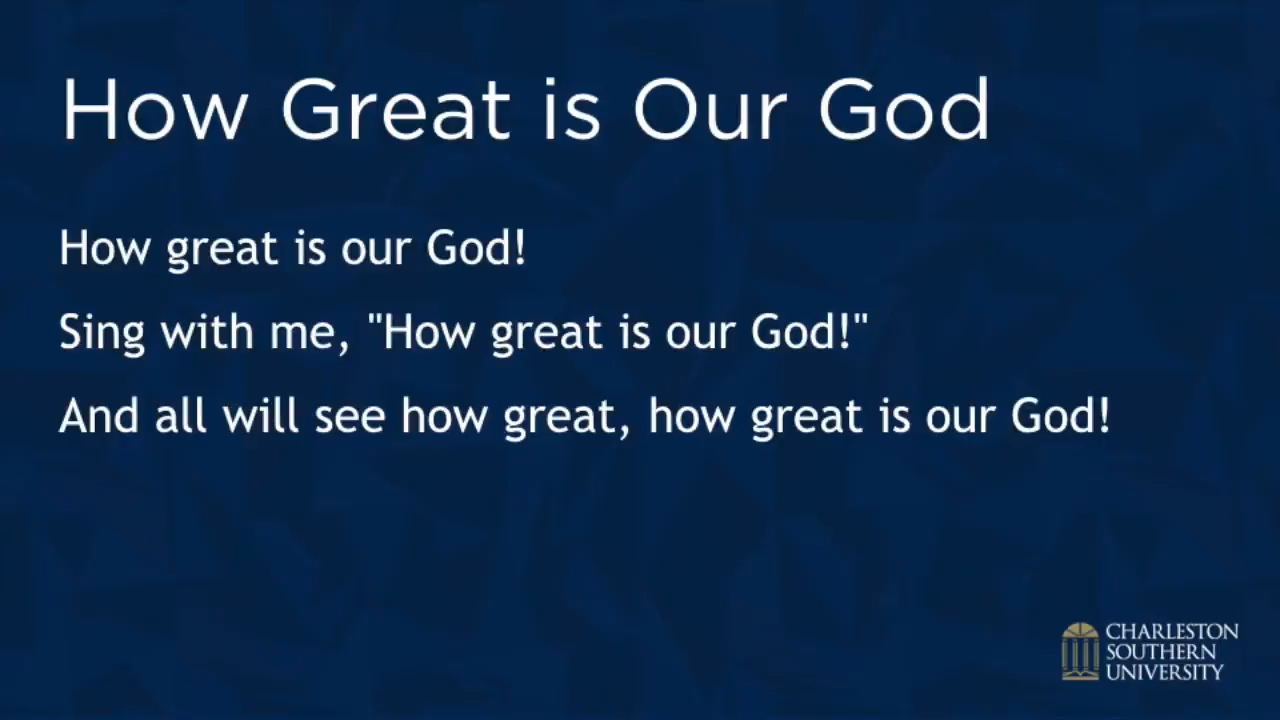 How Great is Our God
How great is our God!
Sing with me, "How great is our God!"
And all will see how great, how great is our God!
CHARLESTON
SOUTHERN
UNIVERSITY